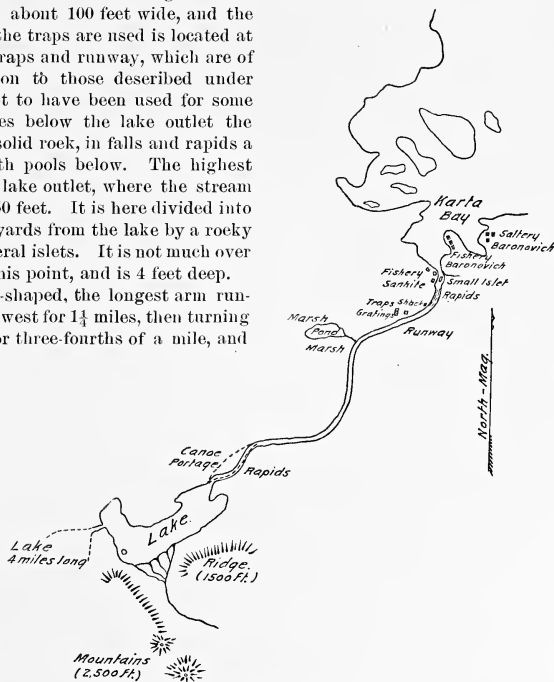 about 100 feet wide, and the
the traps are used is located at
raps and runway, which are of
on tò those described under
t to have been used for some
es below the lake outlet the
solid rock, in falls and rapids a
th pools below. The highest
lake outlet, where the stream
50 feet. It is here divided into
yards from the lake by a rocky
eral islets. It is not much over
his point, and is 4 feet deep.
-shaped, the longest arm run-
west for 1¼ miles, then turning
or three-fourths of a mile, and
Karta
Bay
Saltery
Baronovich
Fishery
Baronovich
Fishery
Sanhite
Small Islet
Rapids
Traps Shacks
Gratings
Runway
Marsh
Pond
Marsh
North-Mag.
Canoe
Portage
Rapids
Lake.
Lake
4 miles long
Ridge.
(1500 Ft.)
Mountains
(2,500 Ft.)